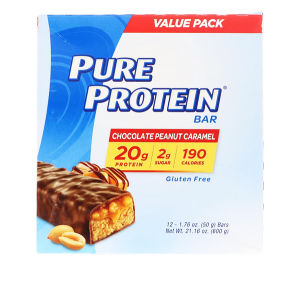 VALUE PACK
PURE
PROTEIN®
BAR
CHOCOLATE PEANUT CARAMEL
20g 2g 190
PROTEIN SUGAR CALORIES
Gluten Free
12 - 1.76 oz. (50 g) Bars
Net Wt. 21.16 oz. (600 g)